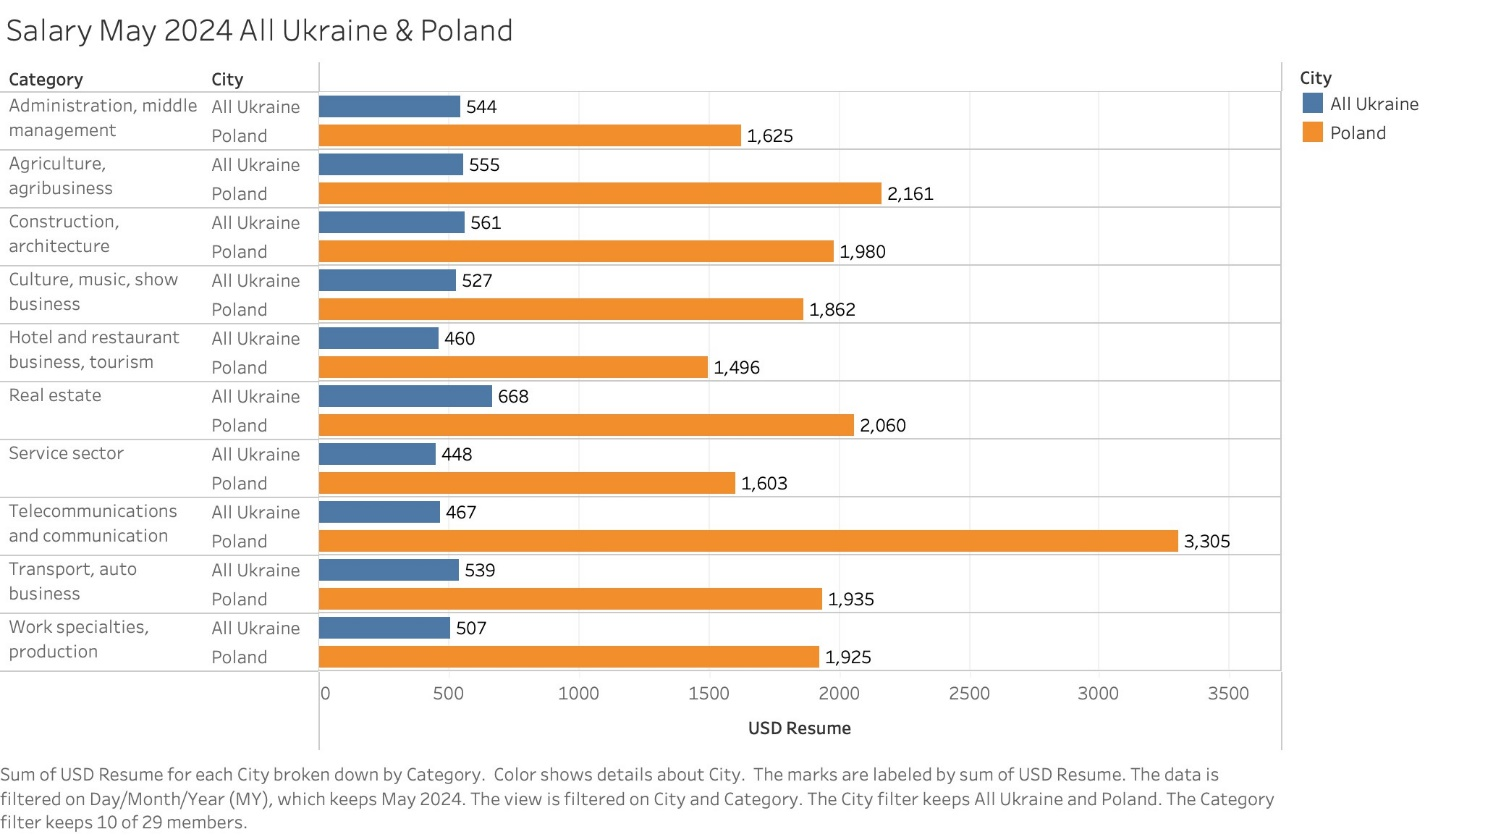 Salary May 2024 All Ukraine & Poland
Category City
Administration, middle management
All Ukraine 544
Poland 1,625
Agriculture, agribusiness
All Ukraine 555
Poland 2,161
Construction, architecture
All Ukraine 561
Poland 1,980
Culture, music, show business
All Ukraine 527
Poland 1,862
Hotel and restaurant business, tourism
All Ukraine 460
Poland 1,496
Real estate
All Ukraine 668
Poland 2,060
Service sector
All Ukraine 448
Poland 1,603
Telecommunications and communication
All Ukraine 467
Poland 3,305
Transport, auto business
All Ukraine 539
Poland 1,935
Work specialties, production
All Ukraine 507
Poland 1,925
0 500 1000 1500 2000 2500 3000 3500
USD Resume
City
All Ukraine
Poland
Sum of USD Resume for each City broken down by Category. Color shows details about City. The marks are labeled by sum of USD Resume. The data is
filtered on Day/Month/Year (MY), which keeps May 2024. The view is filtered on City and Category. The City filter keeps All Ukraine and Poland. The Category
filter keeps 10 of 29 members.